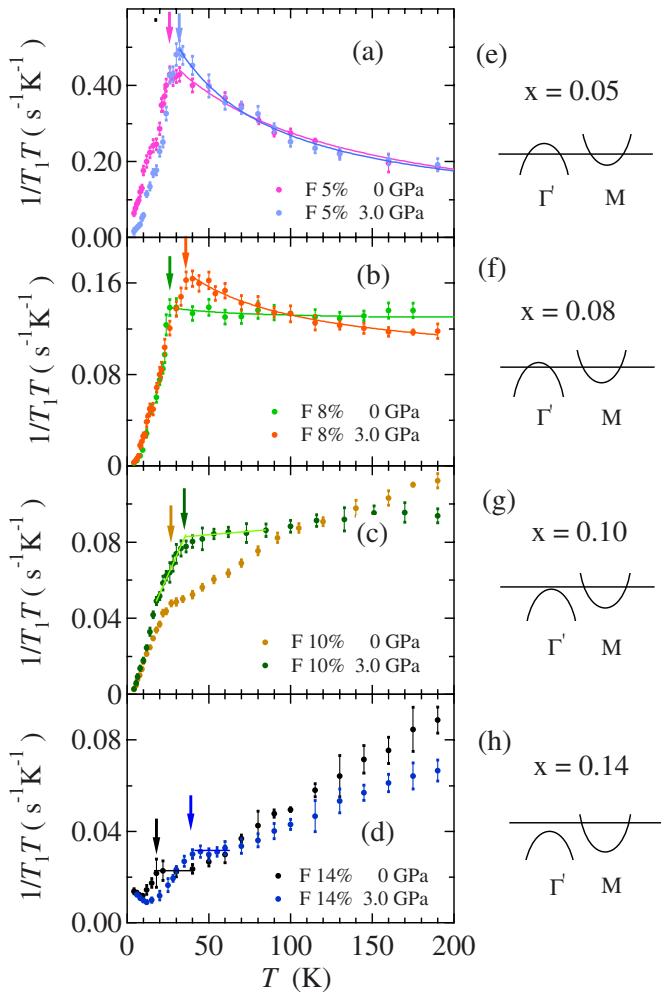 (a)
1/T₁T ( s⁻¹K⁻¹ )
0.40
0.20
0.00
F 5% 0 GPa
F 5% 3.0 GPa
(b)
1/T₁T ( s⁻¹K⁻¹ )
0.16
0.08
0
F 8% 0 GPa
F 8% 3.0 GPa
(c)
1/T₁T ( s⁻¹K⁻¹ )
0.08
0.04
0
F 10% 0 GPa
F 10% 3.0 GPa
(d)
1/T₁T ( s⁻¹K⁻¹ )
0.08
0.04
0.00
F 14% 0 GPa
F 14% 3.0 GPa
0 50 100 150 200
T (K)
(e)
x = 0.05
Γ' M
(f)
x = 0.08
Γ' M
(g)
x = 0.10
Γ' M
(h)
x = 0.14
Γ' M